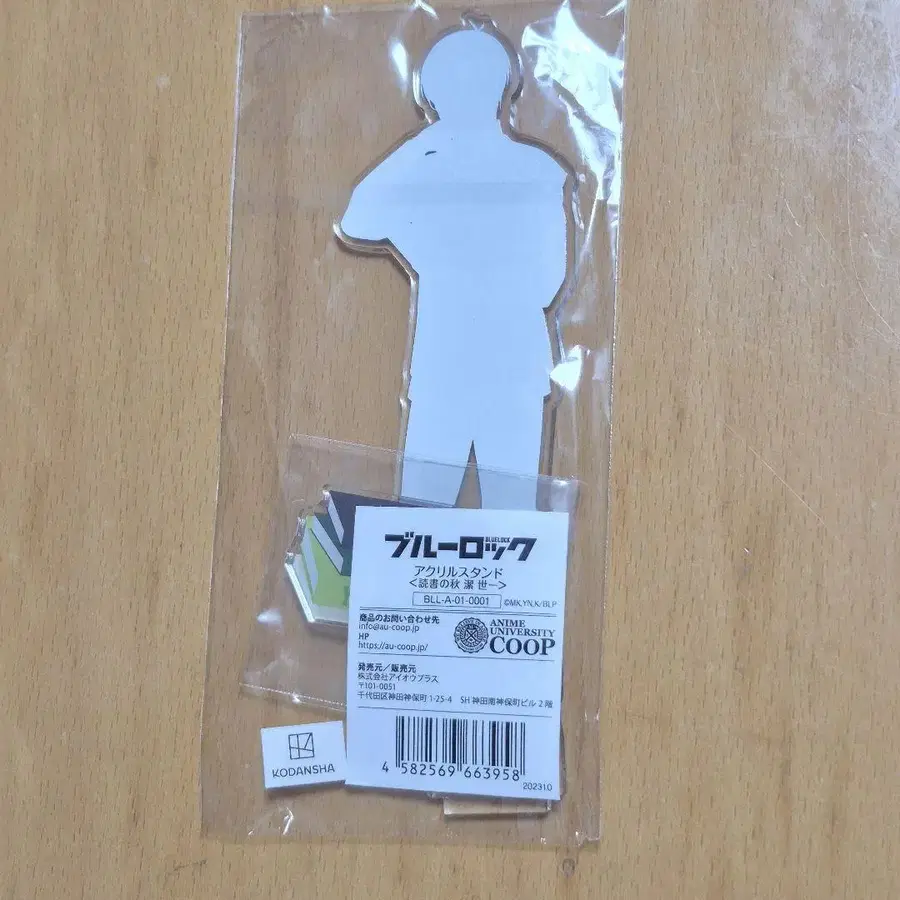 ブルーロック
BLUELOCK
アクリルスタンド
<読書の秋 潔 世一>
BLL-A-01-0001
©MK,YN,K/BLP
商品のお問い合わせ先
info@au-coop.jp
HP
https://au-coop.jp/
ANIME
UNIVERSITY
COOP
発売元/販売元
株式会社アイオウプラス
〒101-0051
千代田区神田神保町1-25-4 SH神田南神保町ビル2階
4 582569 663958
202310
KODANSHA